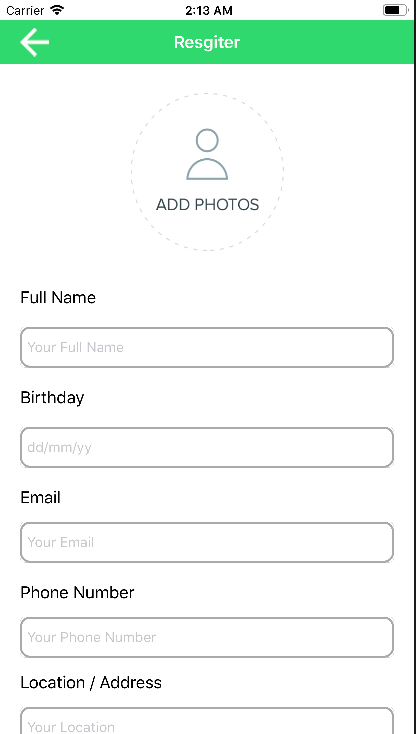 Carrier
2:13 AM
Resgiter
ADD PHOTOS
Full Name
Your Full Name
Birthday
dd/mm/yy
Email
Your Email
Phone Number
Your Phone Number
Location / Address
Your Location